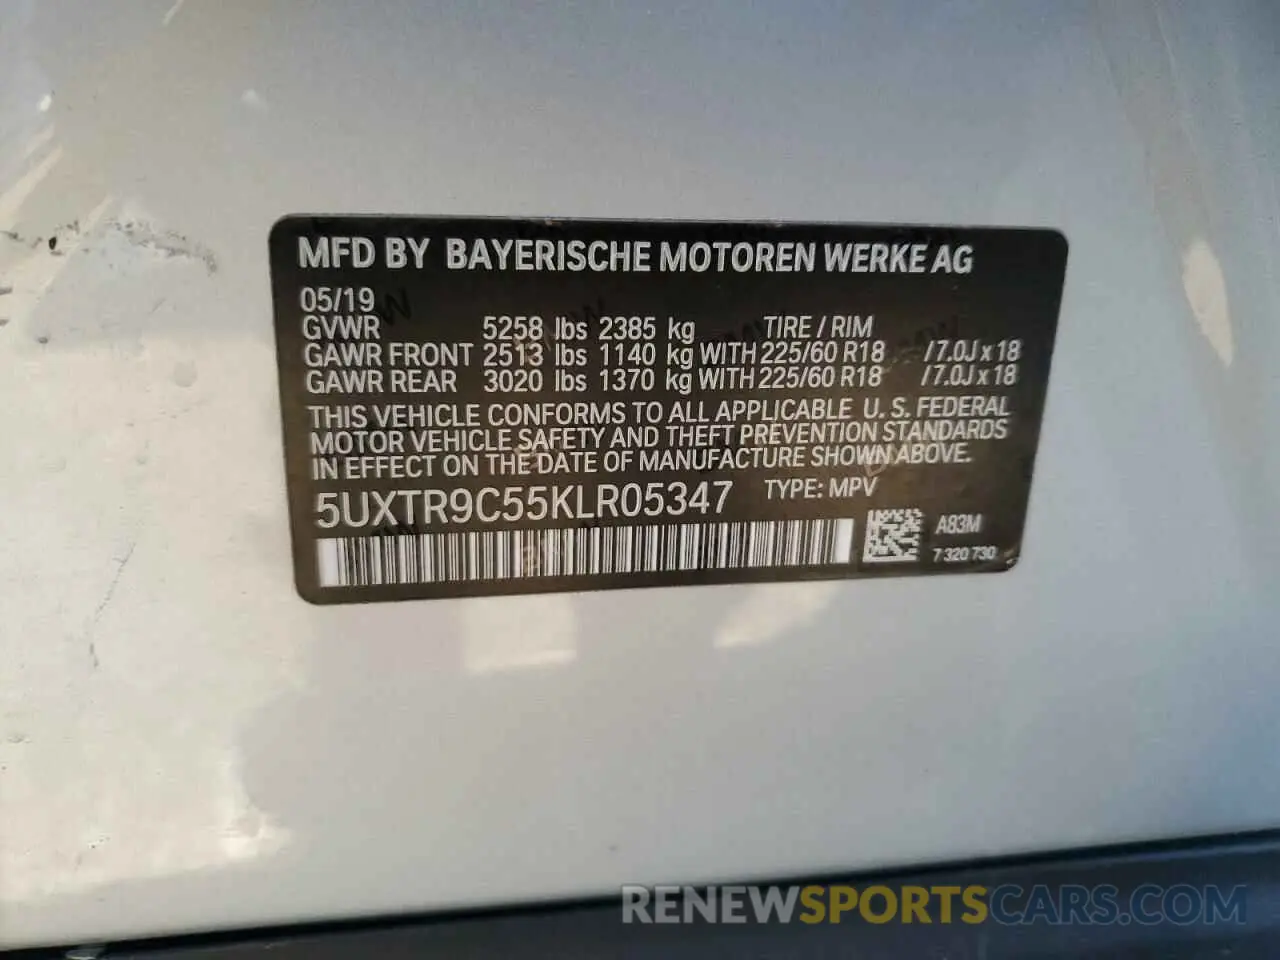 MFD BY BAYERISCHE MOTOREN WERKE AG
05/19
GVWR 5258 lbs 2385 kg TIRE / RIM
GAWR FRONT 2513 lbs 1140 kg WITH 225/60 R18 / 7.0J x 18
GAWR REAR 3020 lbs 1370 kg WITH 225/60 R18 / 7.0J x 18
THIS VEHICLE CONFORMS TO ALL APPLICABLE U. S. FEDERAL
MOTOR VEHICLE SAFETY AND THEFT PREVENTION STANDARDS
IN EFFECT ON THE DATE OF MANUFACTURE SHOWN ABOVE.
5UXTR9C55KLR05347 TYPE: MPV
A83M
7 320 730
RENEWSPORTSCARS.COM